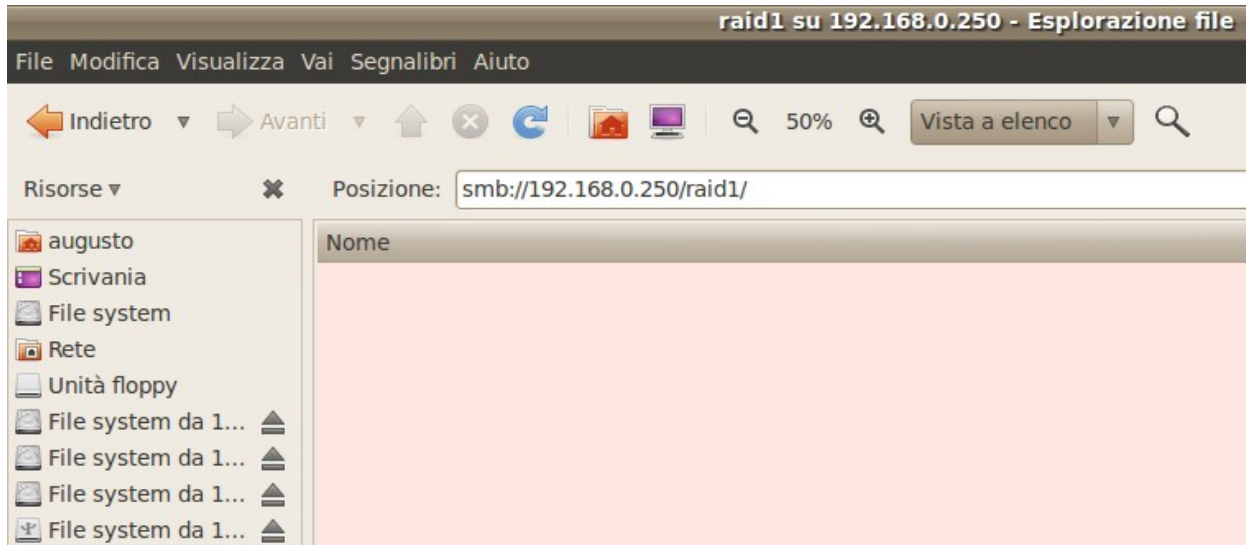 raid1 su 192.168.0.250 - Esplorazione file
File Modifica Visualizza Vai Segnalibri Aiuto
Indietro Avanti 50% Vista a elenco
Risorse Posizione: smb://192.168.0.250/raid1/
augusto Nome
Scrivania
File system
Rete
Unità floppy
File system da 1...
File system da 1...
File system da 1...
File system da 1...